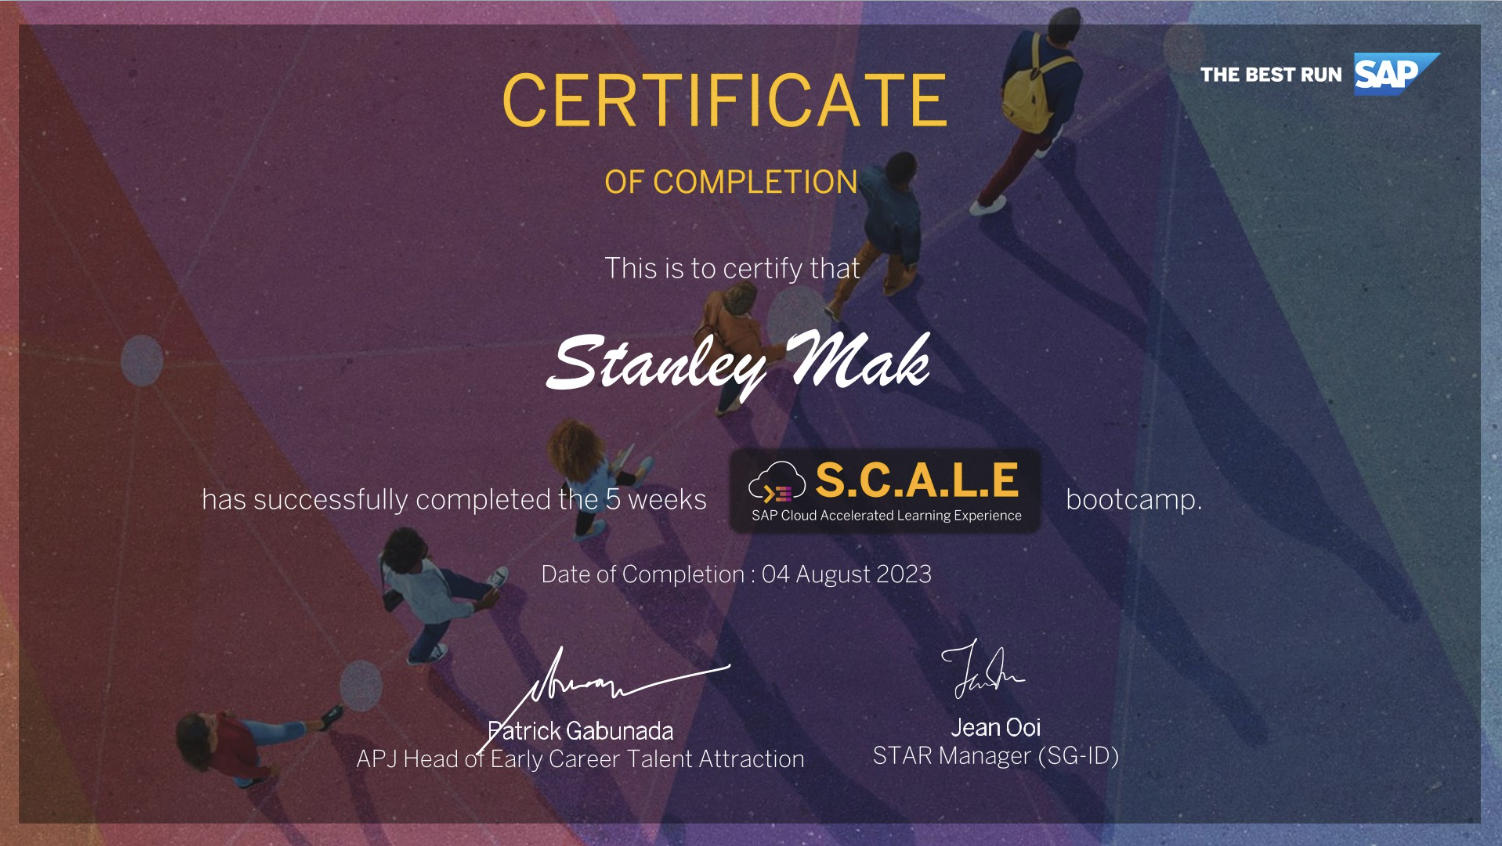 CERTIFICATE
THE BEST RUN SAP
OF COMPLETION
This is to certify that
Stanley Mak
has successfully completed the 5 weeks S.C.A.L.E bootcamp.
SAP Cloud Accelerated Learning Experience
Date of Completion : 04 August 2023
Patrick Gabunada
APJ Head of Early Career Talent Attraction
Jean Ooi
STAR Manager (SG-ID)